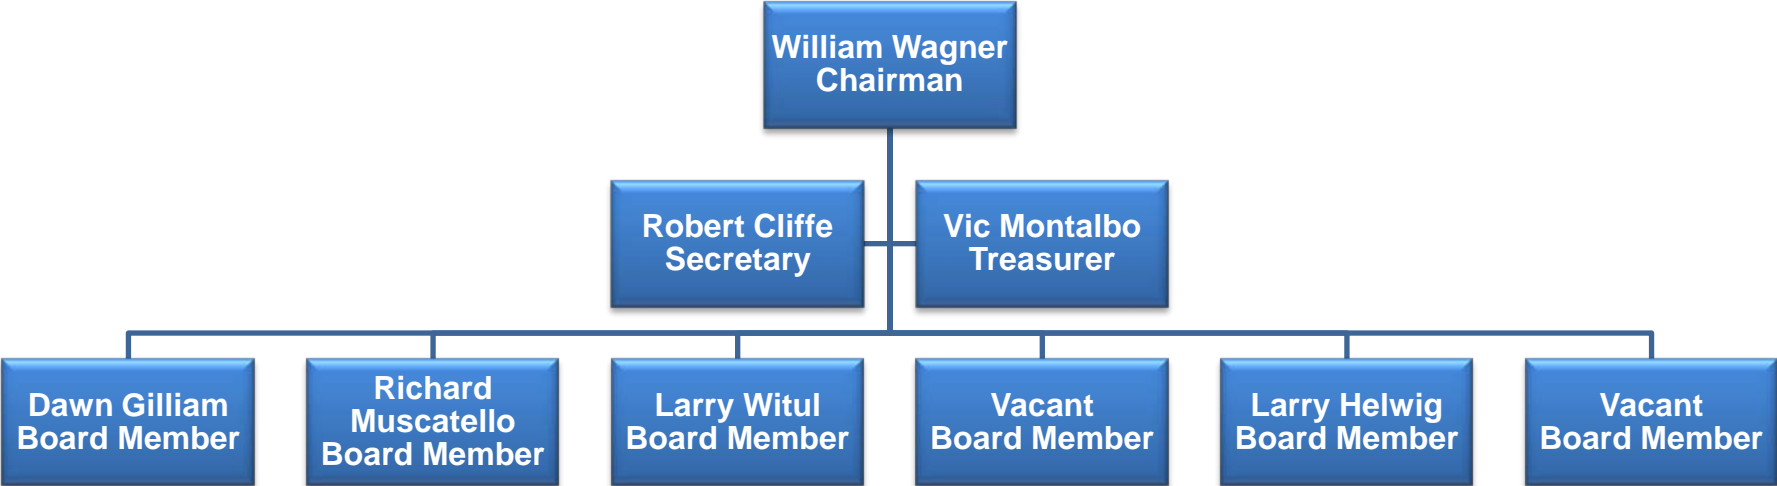 William Wagner
Chairman
Robert Cliffe
Secretary
Vic Montalbo
Treasurer
Dawn Gilliam
Board Member
Richard
Muscatello
Board Member
Larry Witul
Board Member
Vacant
Board Member
Larry Helwig
Board Member
Vacant
Board Member